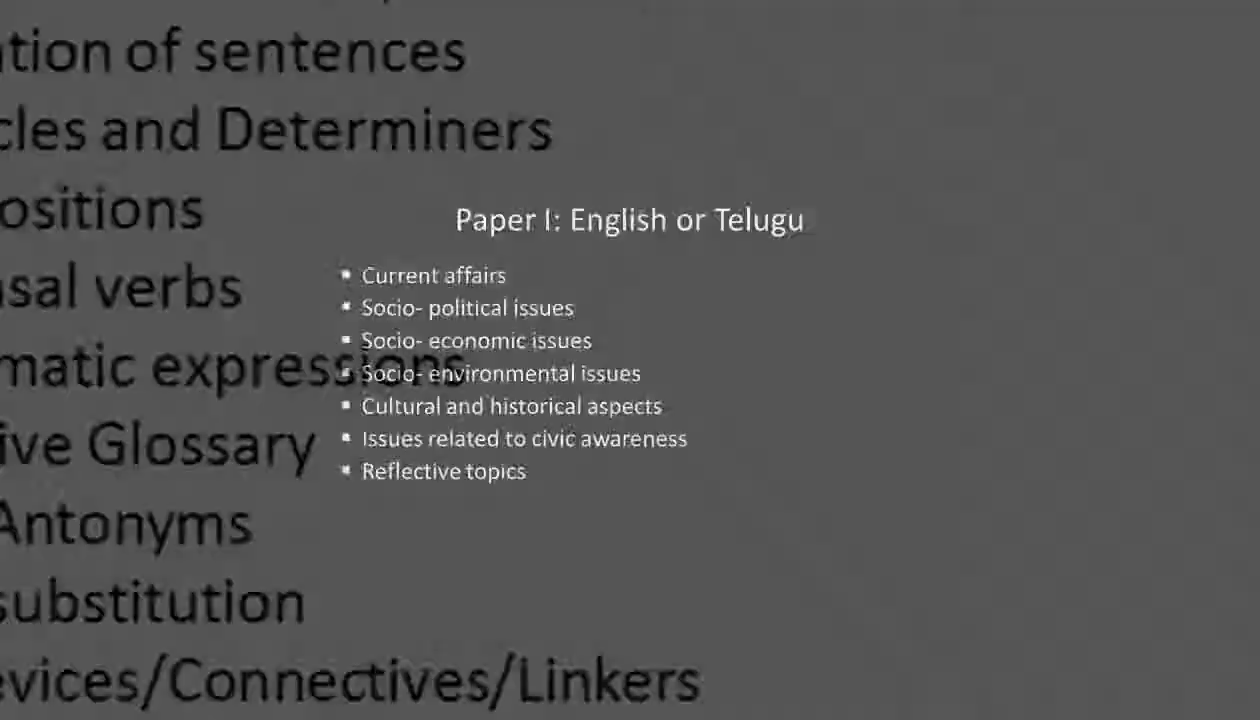 ation of sentences
cles and Determiners
ositions
asal verbs
matic expressions
ive Glossary
Antonyms
substitution
evices/Connectives/Linkers
Paper I: English or Telugu
▪ Current affairs
▪ Socio- political issues
▪ Socio- economic issues
▪ Socio- environmental issues
▪ Cultural and historical aspects
▪ Issues related to civic awareness
▪ Reflective topics